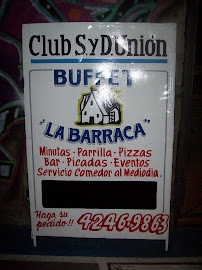 Club S.y D. Unión
BUFFET
"LA BARRACA"
Minutas - Parrilla - Pizzas
Bar - Picadas - Eventos
Servicio Comedor al Mediodia.
Haga su
pedido!! 4246-9863